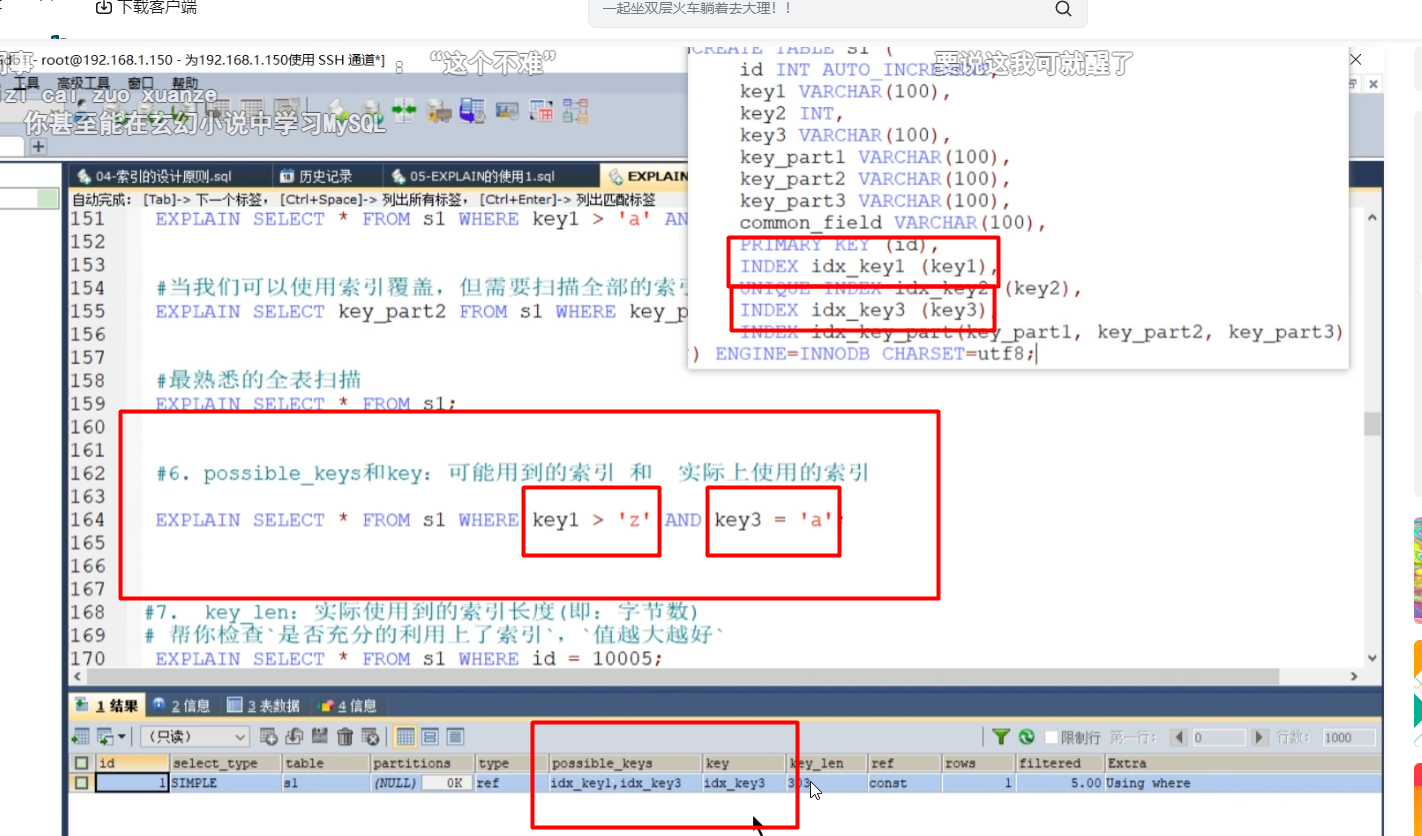 下载客户端
一起坐双层火车躺着去大理！！
root@192.168.1.150 - 为192.168.1.150使用 SSH 通道*]
“这个不难”
要说这我可就醒了
工具 高级工具 窗口 帮助
zi cai zuo xuanze
你甚至能在玄幻小说中学习MySQL
CREATE TABLE s1 (
id INT AUTO_INCREMENT,
key1 VARCHAR(100),
key2 INT,
key3 VARCHAR(100),
key_part1 VARCHAR(100),
key_part2 VARCHAR(100),
key_part3 VARCHAR(100),
common_field VARCHAR(100),
PRIMARY KEY (id),
INDEX idx_key1 (key1),
UNIQUE INDEX idx_key2 (key2),
INDEX idx_key3 (key3)
INDEX idx_key_part(key_part1, key_part2, key_part3)
) ENGINE=INNODB CHARSET=utf8;
04-索引的设计原则.sql 历史记录 05-EXPLAIN的使用1.sql EXPLAIN
自动完成： [Tab]-> 下一个标签， [Ctrl+Space]-> 列出所有标签， [Ctrl+Enter]-> 列出匹配标签
151 EXPLAIN SELECT * FROM s1 WHERE key1 > 'a' AN
152
153
154 #当我们可以使用索引覆盖，但需要扫描全部的索引
155 EXPLAIN SELECT key_part2 FROM s1 WHERE key_p
156
157
158 #最熟悉的全表扫描
159 EXPLAIN SELECT * FROM s1;
160
161
162 #6. possible_keys和key：可能用到的索引 和 实际上使用的索引
163
164 EXPLAIN SELECT * FROM s1 WHERE key1 > 'z' AND key3 = 'a';
165
166
167
168 #7. key_len：实际使用到的索引长度(即：字节数)
169 # 帮你检查`是否充分的利用上了索引`，`值越大越好`
170 EXPLAIN SELECT * FROM s1 WHERE id = 10005;
1 结果 2 信息 3 表数据 4 信息
（只读） 限制行 第一行： 0 行数： 1000
id select_type table partitions type possible_keys key key_len ref rows filtered Extra
1 SIMPLE s1 (NULL) 0K ref idx_key1,idx_key3 idx_key3 303 const 1 5.00 Using where